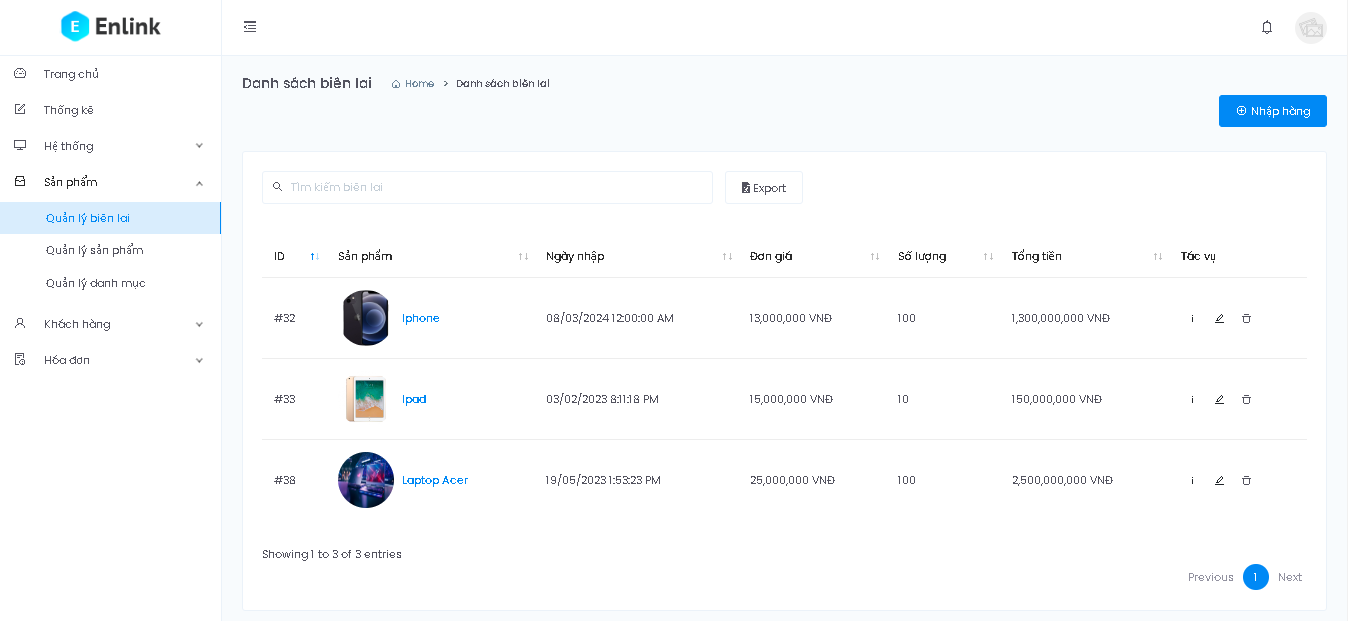 E Enlink
Trang chủ
Thống kê
Hệ thống
Sản phẩm
Quản lý biên lai
Quản lý sản phẩm
Quản lý danh mục
Khách hàng
Hóa đơn
Danh sách biên lai Home > Danh sách biên lai
Nhập hàng
Tìm kiếm biên lai Export
ID Sản phẩm Ngày nhập Đơn giá Số lượng Tổng tiền Tác vụ
#32 Iphone 08/03/2024 12:00:00 AM 13,000,000 VNĐ 100 1,300,000,000 VNĐ
#33 Ipad 03/02/2023 8:11:18 PM 15,000,000 VNĐ 10 150,000,000 VNĐ
#38 Laptop Acer 19/05/2023 1:53:23 PM 25,000,000 VNĐ 100 2,500,000,000 VNĐ
Showing 1 to 3 of 3 entries
Previous 1 Next